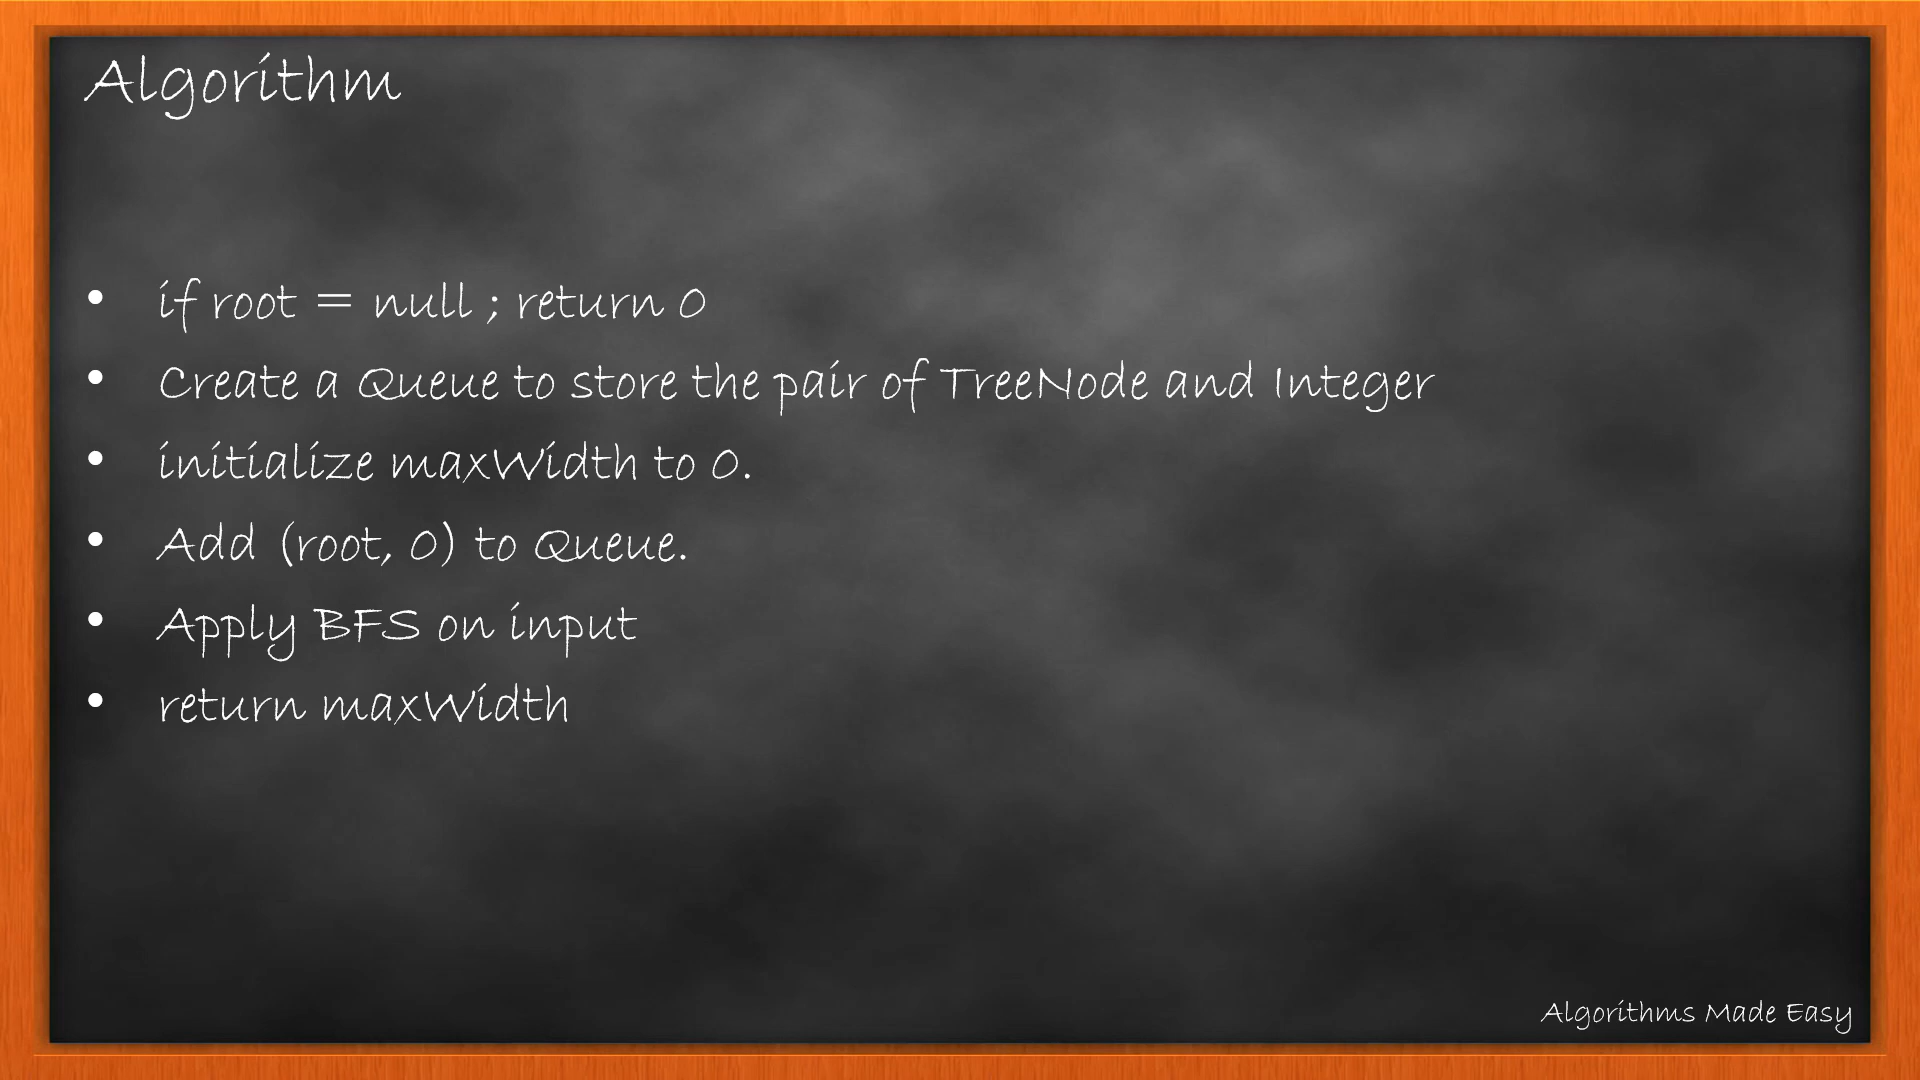 Algorithm
• if root = null ; return 0
• Create a Queue to store the pair of TreeNode and Integer
• initialize maxWidth to 0.
• Add (root, 0) to Queue.
• Apply BFS on input
• return maxWidth
Algorithms Made Easy